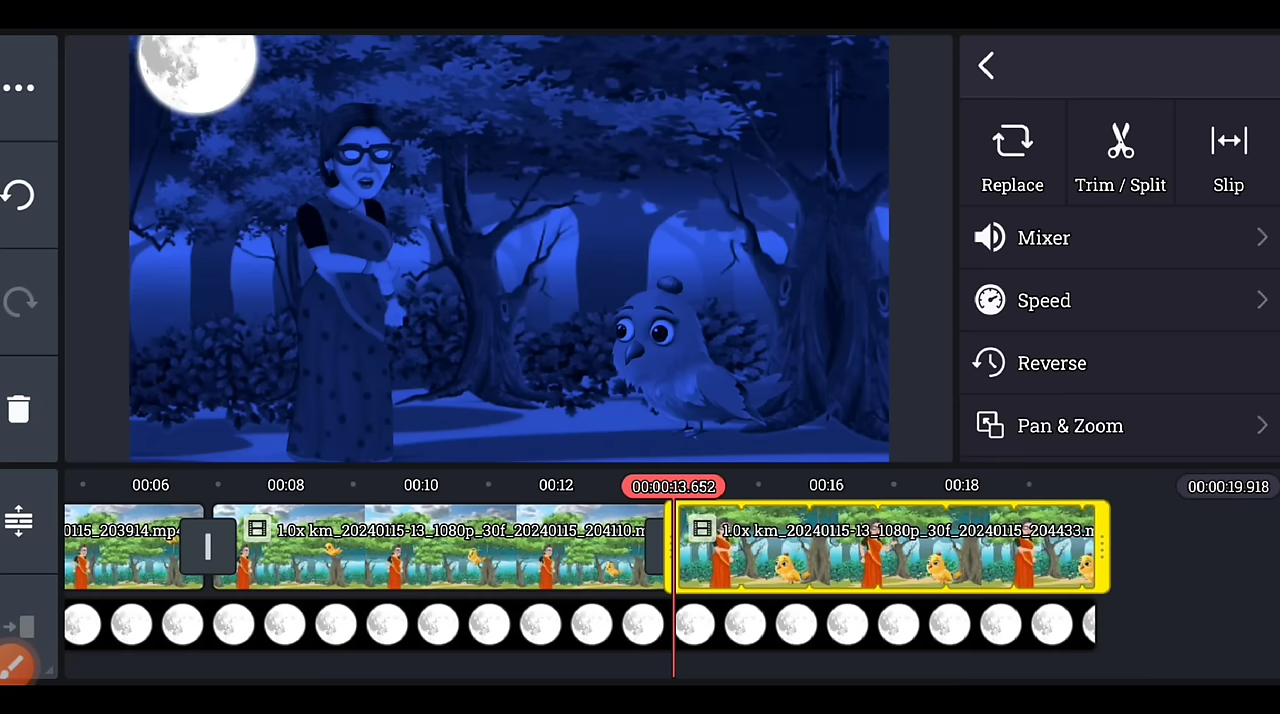 Replace
Trim / Split
Slip
Mixer
Speed
Reverse
Pan & Zoom
00:06
00:08
00:10
00:12
00:00:13.652
00:16
00:18
00:00:19.918
0115_203914.mp4
1.0x km_20240115-13_1080p_30f_20240115_204110.m
1.0x km_20240115-13_1080p_30f_20240115_204433.m